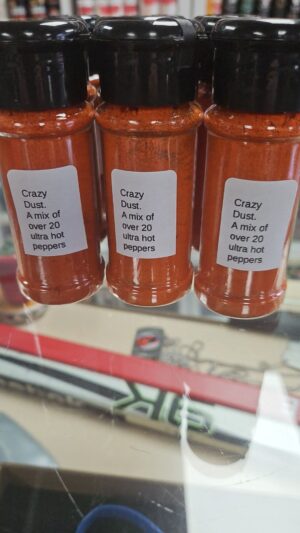 Crazy
Dust.
A mix of
over 20
ultra hot
peppers
Crazy
Dust.
A mix of
over 20
ultra hot
peppers
Crazy
Dust.
A mix of
over 20
ultra hot
peppers